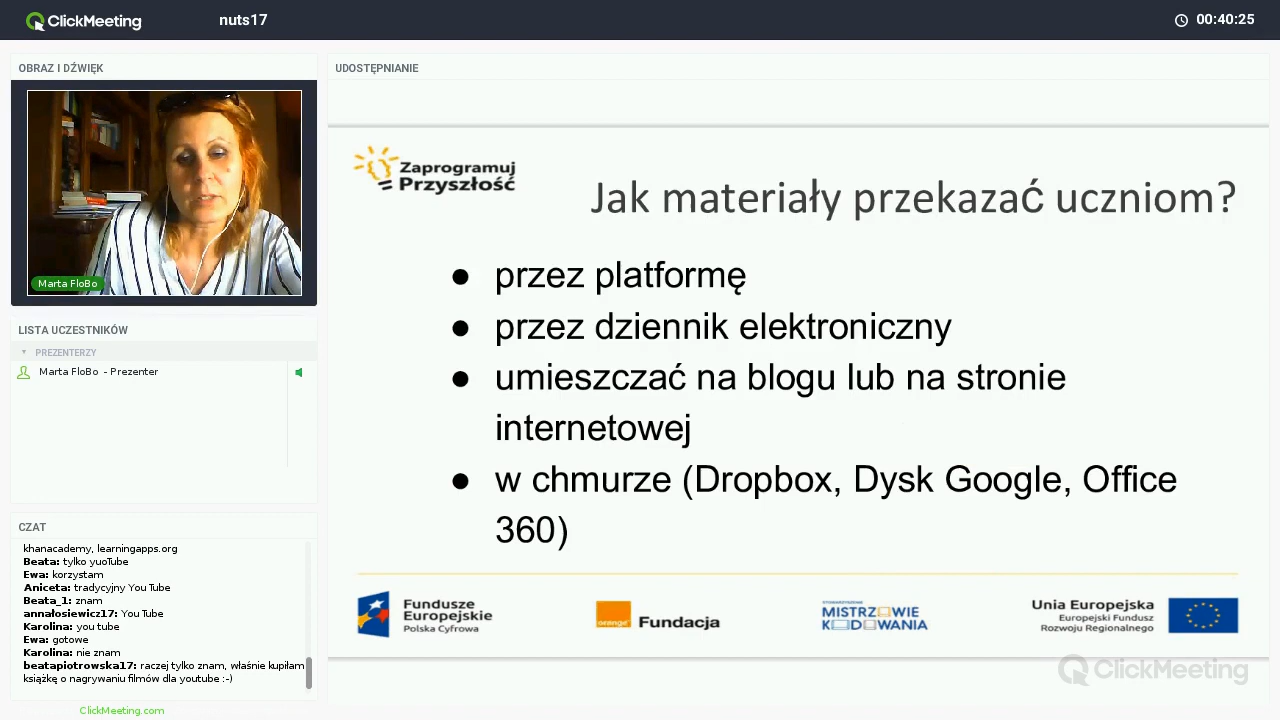 ClickMeeting
nuts17
00:40:25
OBRAZ I DŹWIĘK
Marta FloBo
LISTA UCZESTNIKÓW
PREZENTERZY
Marta FloBo - Prezenter
CZAT
khanacademy, learningapps.org
Beata: tylko yuoTube
Ewa: korzystam
Aniceta: tradycyjny You Tube
Beata_1: znam
annałosiewicz17: You Tube
Karolina: you tube
Ewa: gotowe
Karolina: nie znam
beatapiotrowska17: raczej tylko znam, właśnie kupiłam
książkę o nagrywaniu filmów dla youtube :-)
ClickMeeting.com
UDOSTĘPNIANIE
Zaprogramuj
Przyszłość
Jak materiały przekazać uczniom?
● przez platformę
● przez dziennik elektroniczny
● umieszczać na blogu lub na stronie
internetowej
● w chmurze (Dropbox, Dysk Google, Office
360)
Fundusze
Europejskie
Polska Cyfrowa
orange
Fundacja
STOWARZYSZENIE
MISTRZOWIE
KODOWANIA
Unia Europejska
Europejski Fundusz
Rozwoju Regionalnego
ClickMeeting